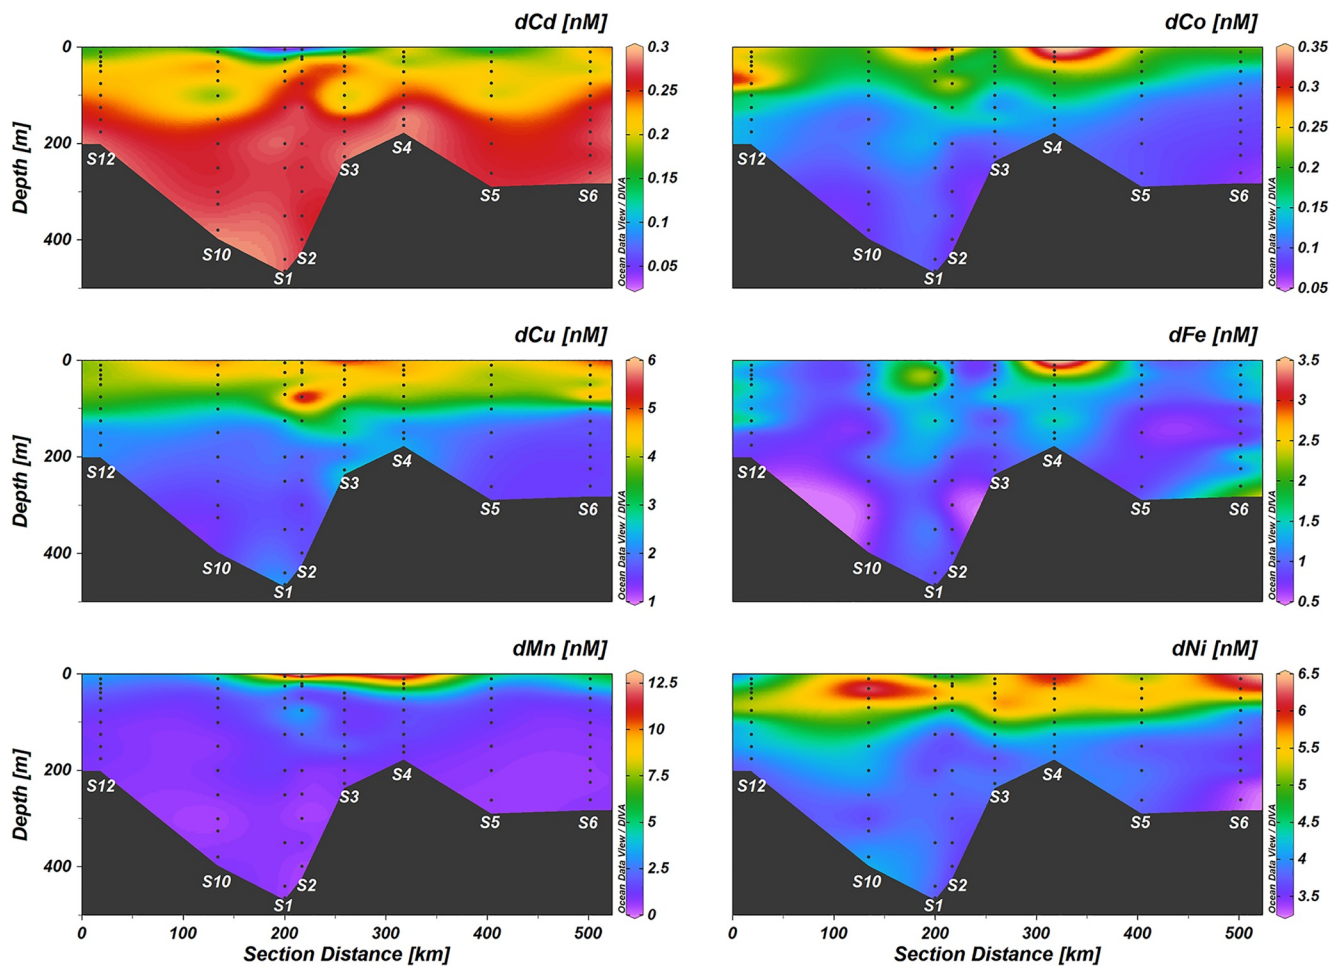 dCd [nM]
0
200
400
Depth [m]
S12
S10
S1
S2
S3
S4
S5
S6
Ocean Data View / DIVA
0.3
0.25
0.2
0.15
0.1
0.05
dCo [nM]
S12
S10
S1
S2
S3
S4
S5
S6
Ocean Data View / DIVA
0.35
0.3
0.25
0.2
0.15
0.1
0.05
dCu [nM]
0
200
400
Depth [m]
S12
S10
S1
S2
S3
S4
S5
S6
Ocean Data View / DIVA
6
5
4
3
2
1
dFe [nM]
S12
S10
S1
S2
S3
S4
S5
S6
Ocean Data View / DIVA
3.5
3
2.5
2
1.5
1
0.5
dMn [nM]
0
200
400
Depth [m]
S12
S10
S1
S2
S3
S4
S5
S6
Ocean Data View / DIVA
12.5
10
7.5
5
2.5
0
0 100 200 300 400 500
Section Distance [km]
dNi [nM]
S12
S10
S1
S2
S3
S4
S5
S6
Ocean Data View / DIVA
6.5
6
5.5
5
4.5
4
3.5
0 100 200 300 400 500
Section Distance [km]